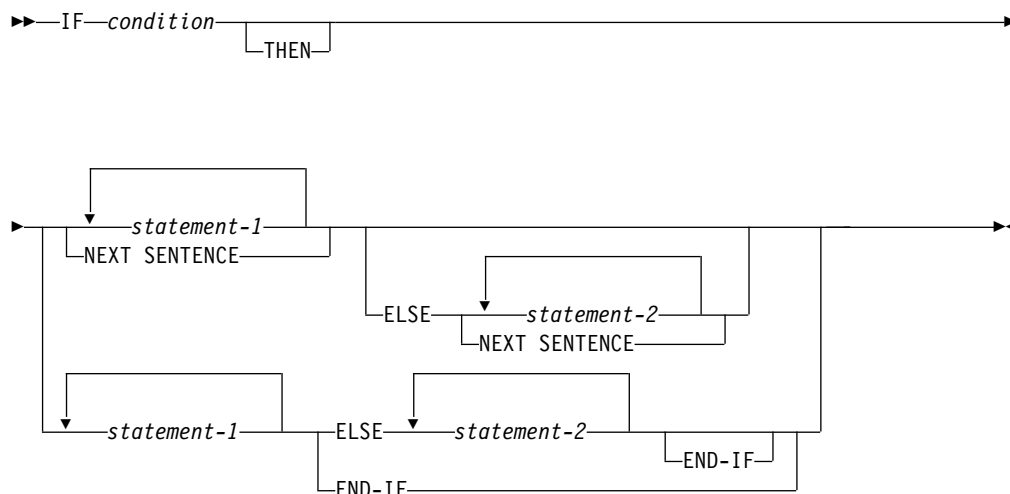 IF condition
THEN
statement-1
NEXT SENTENCE
ELSE statement-2
NEXT SENTENCE
statement-1 ELSE statement-2
END-IF
END-IF